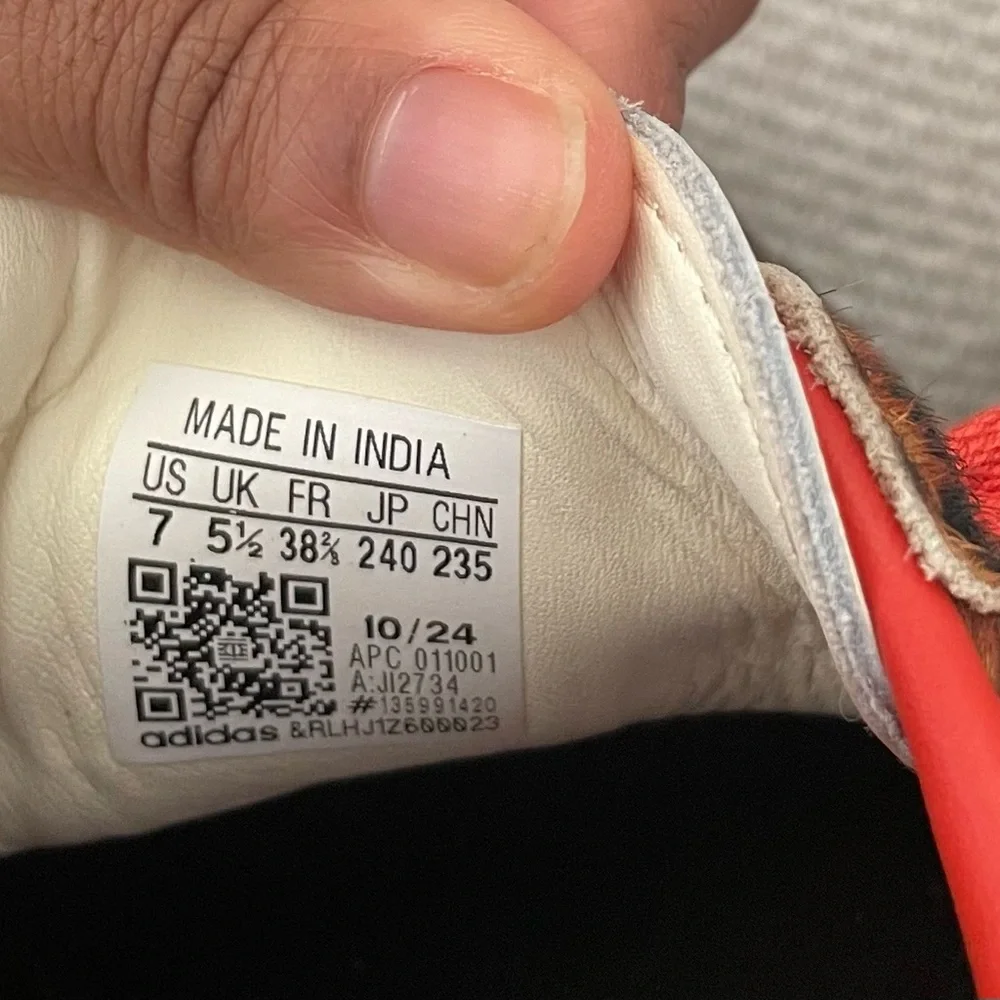 MADE IN INDIA
US UK FR JP CHN
7 5½ 38⅔ 240 235
10/24
APC 011001
A:JI2734
#135991420
adidas &RLHJ1Z600023